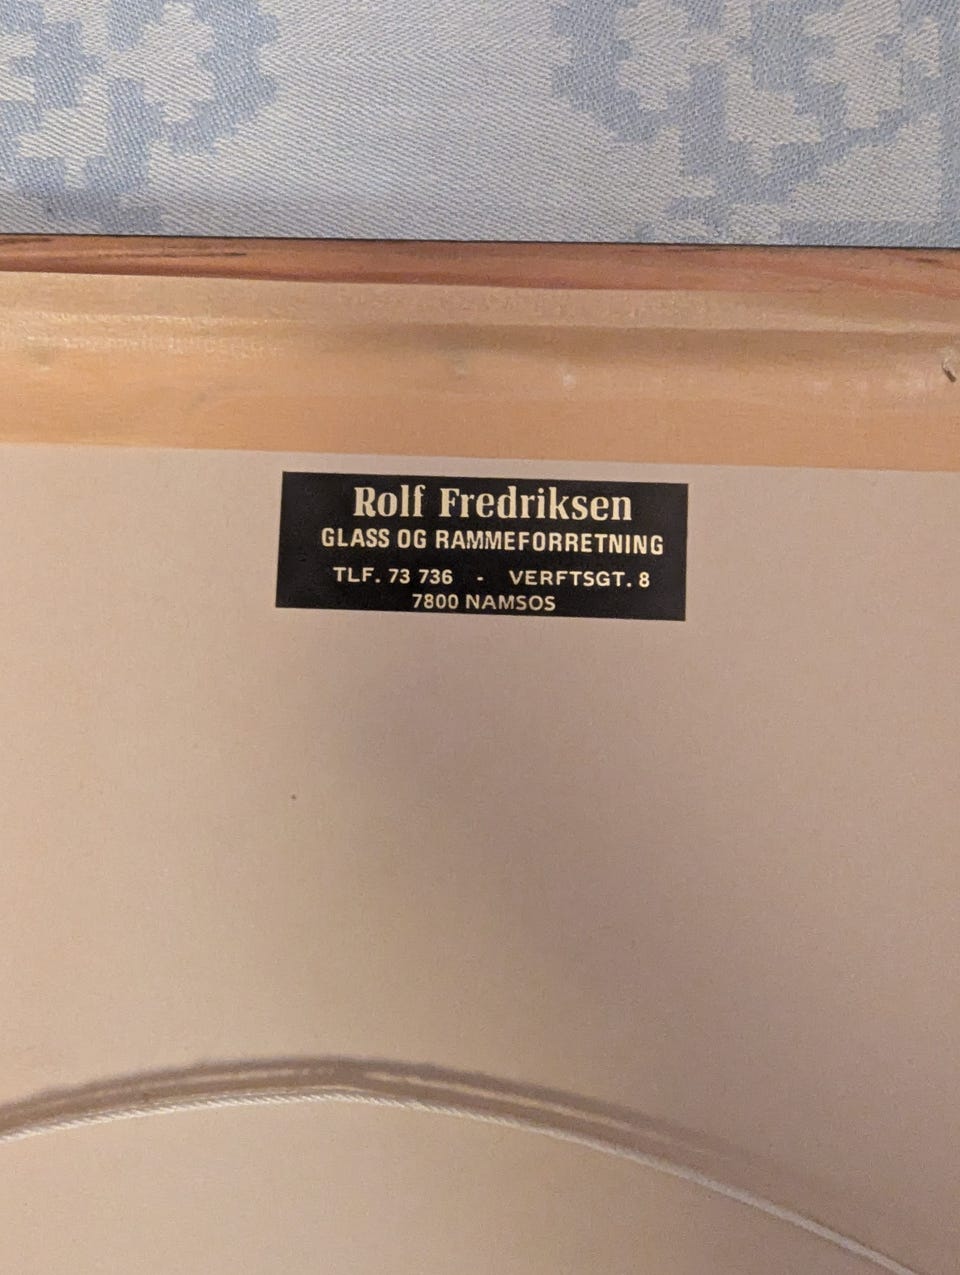 Rolf Fredriksen
GLASS OG RAMMEFORRETNING
TLF. 73 736 - VERFTSGT. 8
7800 NAMSOS